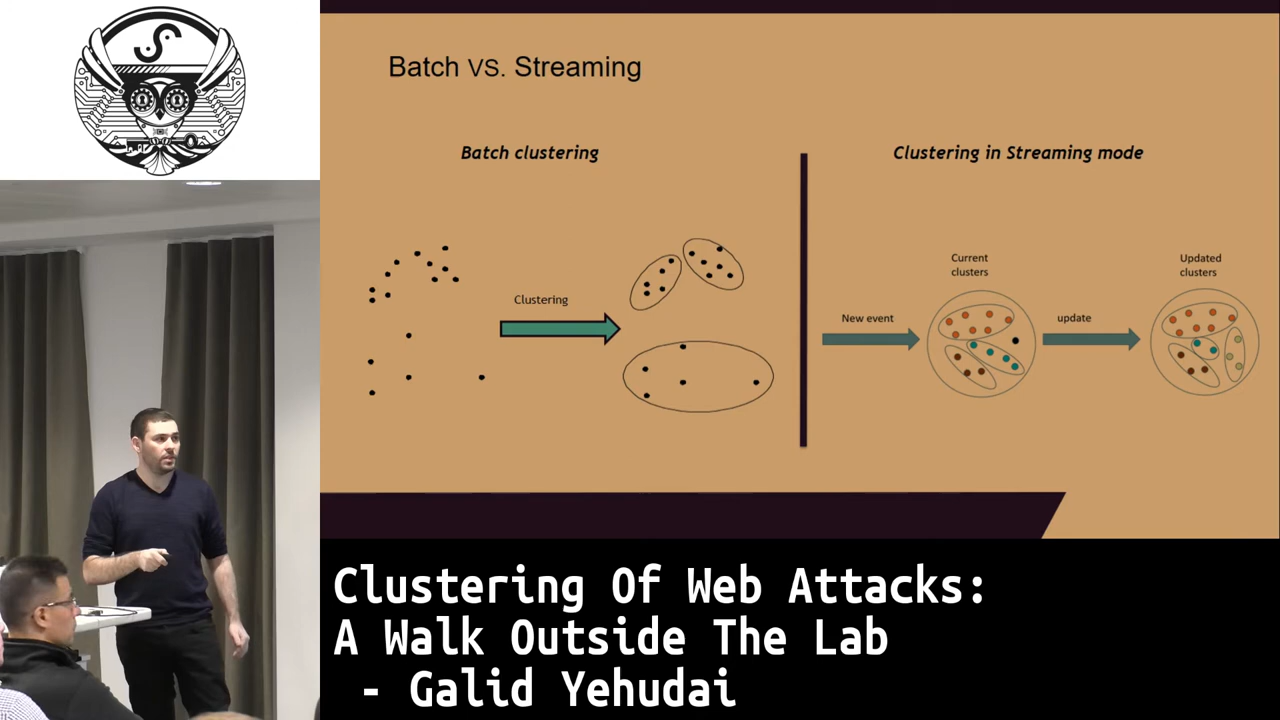 Batch VS. Streaming
Batch clustering
Clustering in Streaming mode
Clustering
New event
Current
clusters
update
Updated
clusters
Clustering Of Web Attacks:
A Walk Outside The Lab
- Galid Yehudai